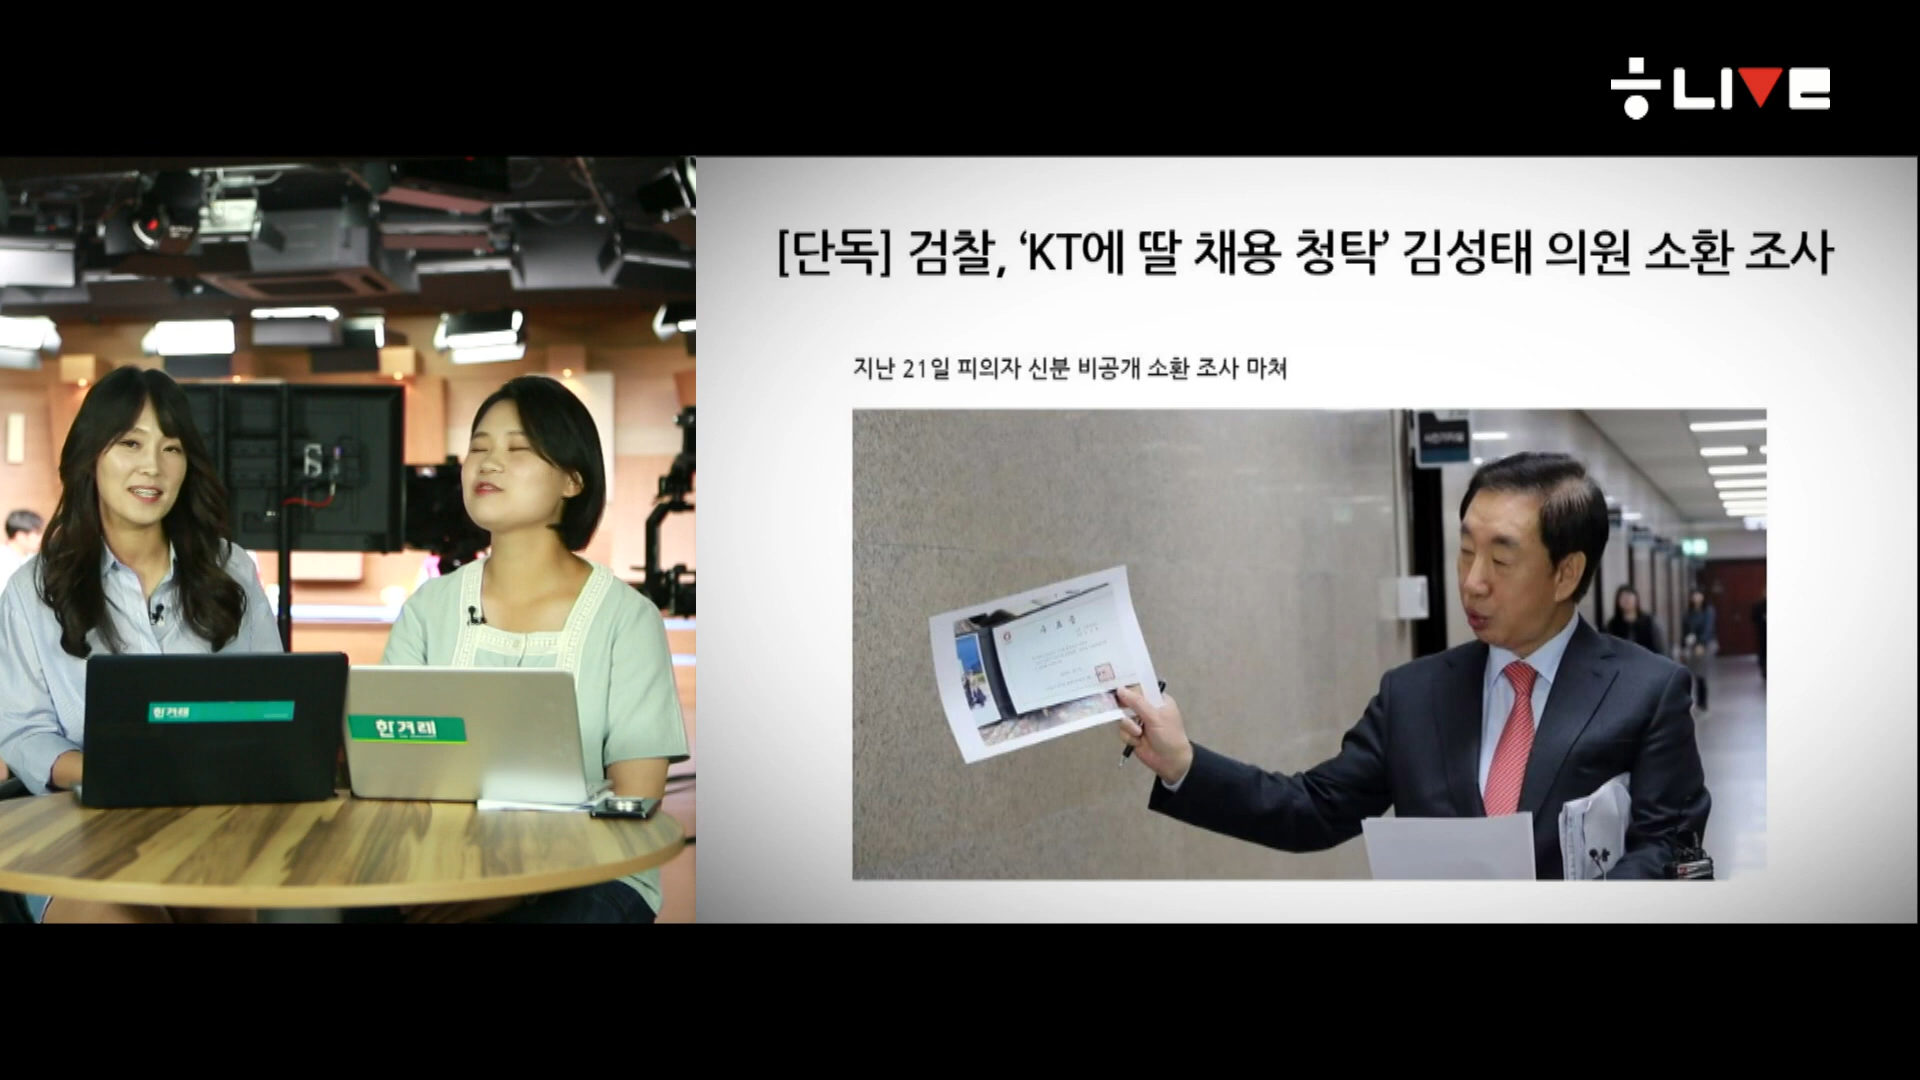 LIVE
[단독] 검찰, ‘KT에 딸 채용 청탁’ 김성태 의원 소환 조사
지난 21일 피의자 신분 비공개 소환 조사 마쳐
한겨레
한겨레